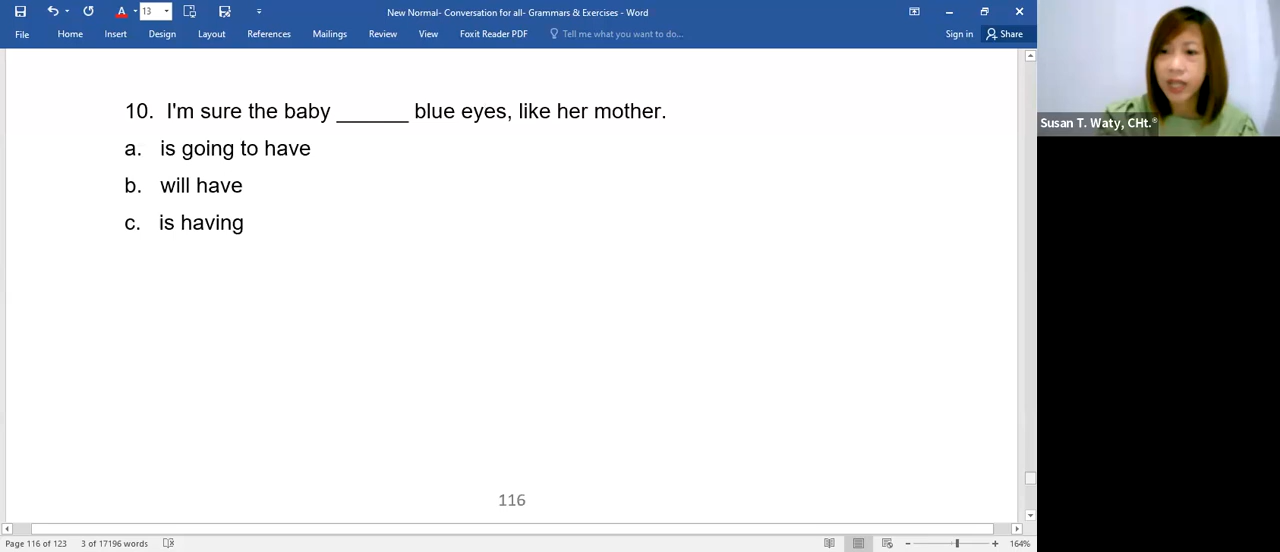 13
New Normal- Conversation for all- Grammars & Exercises - Word
File Home Insert Design Layout References Mailings Review View Foxit Reader PDF Tell me what you want to do... Sign in Share
Susan T. Waty, CHt.®
10. I'm sure the baby ______ blue eyes, like her mother.
a. is going to have
b. will have
c. is having
116
Page 116 of 123 3 of 17196 words 164%